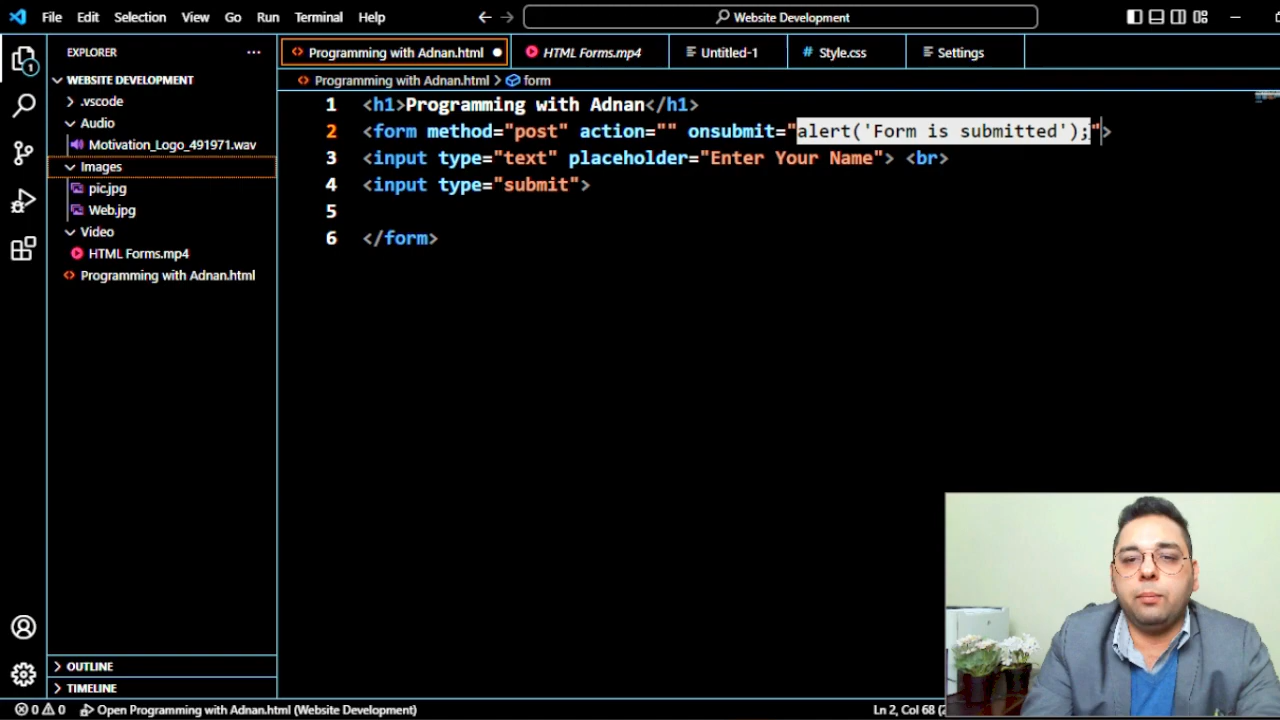 File Edit Selection View Go Run Terminal Help
Website Development
EXPLORER
Programming with Adnan.html
HTML Forms.mp4
Untitled-1
Style.css
Settings
WEBSITE DEVELOPMENT
Programming with Adnan.html > form
.vscode
Audio
Motivation_Logo_491971.wav
Images
pic.jpg
Web.jpg
Video
HTML Forms.mp4
Programming with Adnan.html
1 <h1>Programming with Adnan</h1>
2 <form method="post" action="" onsubmit="alert('Form is submitted');">
3 <input type="text" placeholder="Enter Your Name"> <br>
4 <input type="submit">
5
6 </form>
1
OUTLINE
TIMELINE
0 0 Open Programming with Adnan.html (Website Development)
Ln 2, Col 68